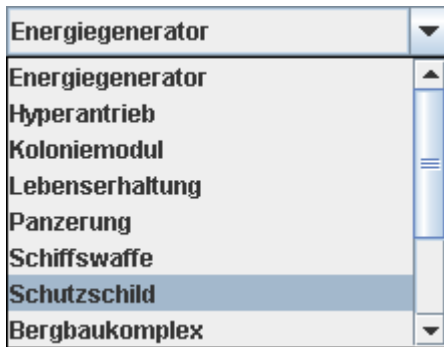 Energiegenerator
Energiegenerator
Hyperantrieb
Koloniemodul
Lebenserhaltung
Panzerung
Schiffswaffe
Schutzschild
Bergbaukomplex